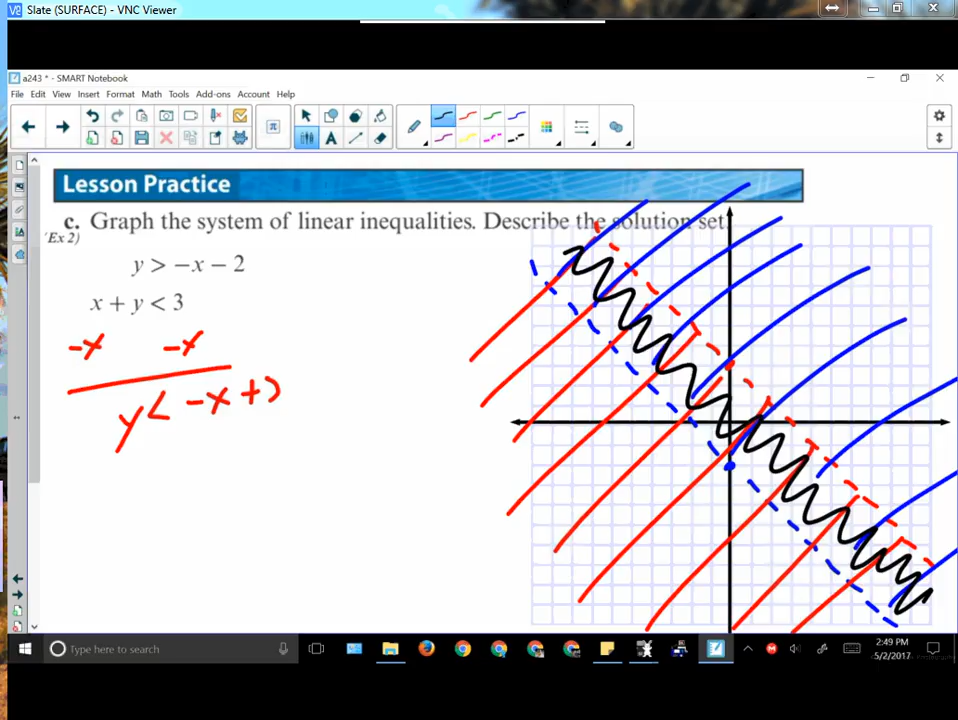 Slate (SURFACE) - VNC Viewer
a243 * - SMART Notebook
File Edit View Insert Format Math Tools Add-ons Account Help
π
A
Lesson Practice
c. Graph the system of linear inequalities. Describe the solution set.
'Ex 2)
y > −x − 2
x + y < 3
-x -x
y < -x + 3
Type here to search
2:49 PM
5/2/2017